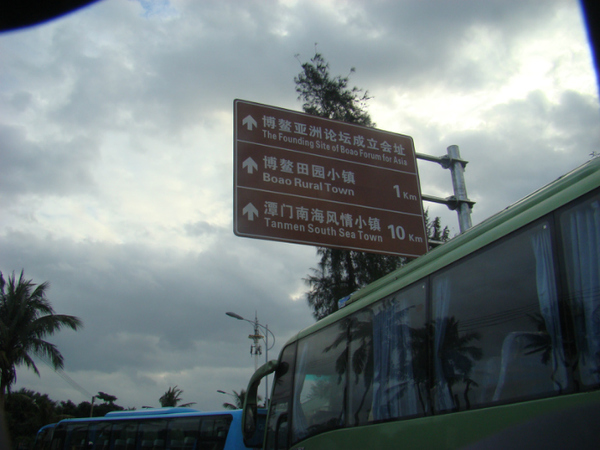 博鳌亚洲论坛成立会址
The Founding Site of Boao Forum for Asia
博鳌田园小镇
Boao Rural Town 1 Km
潭门南海风情小镇
Tanmen South Sea Town 10 Km